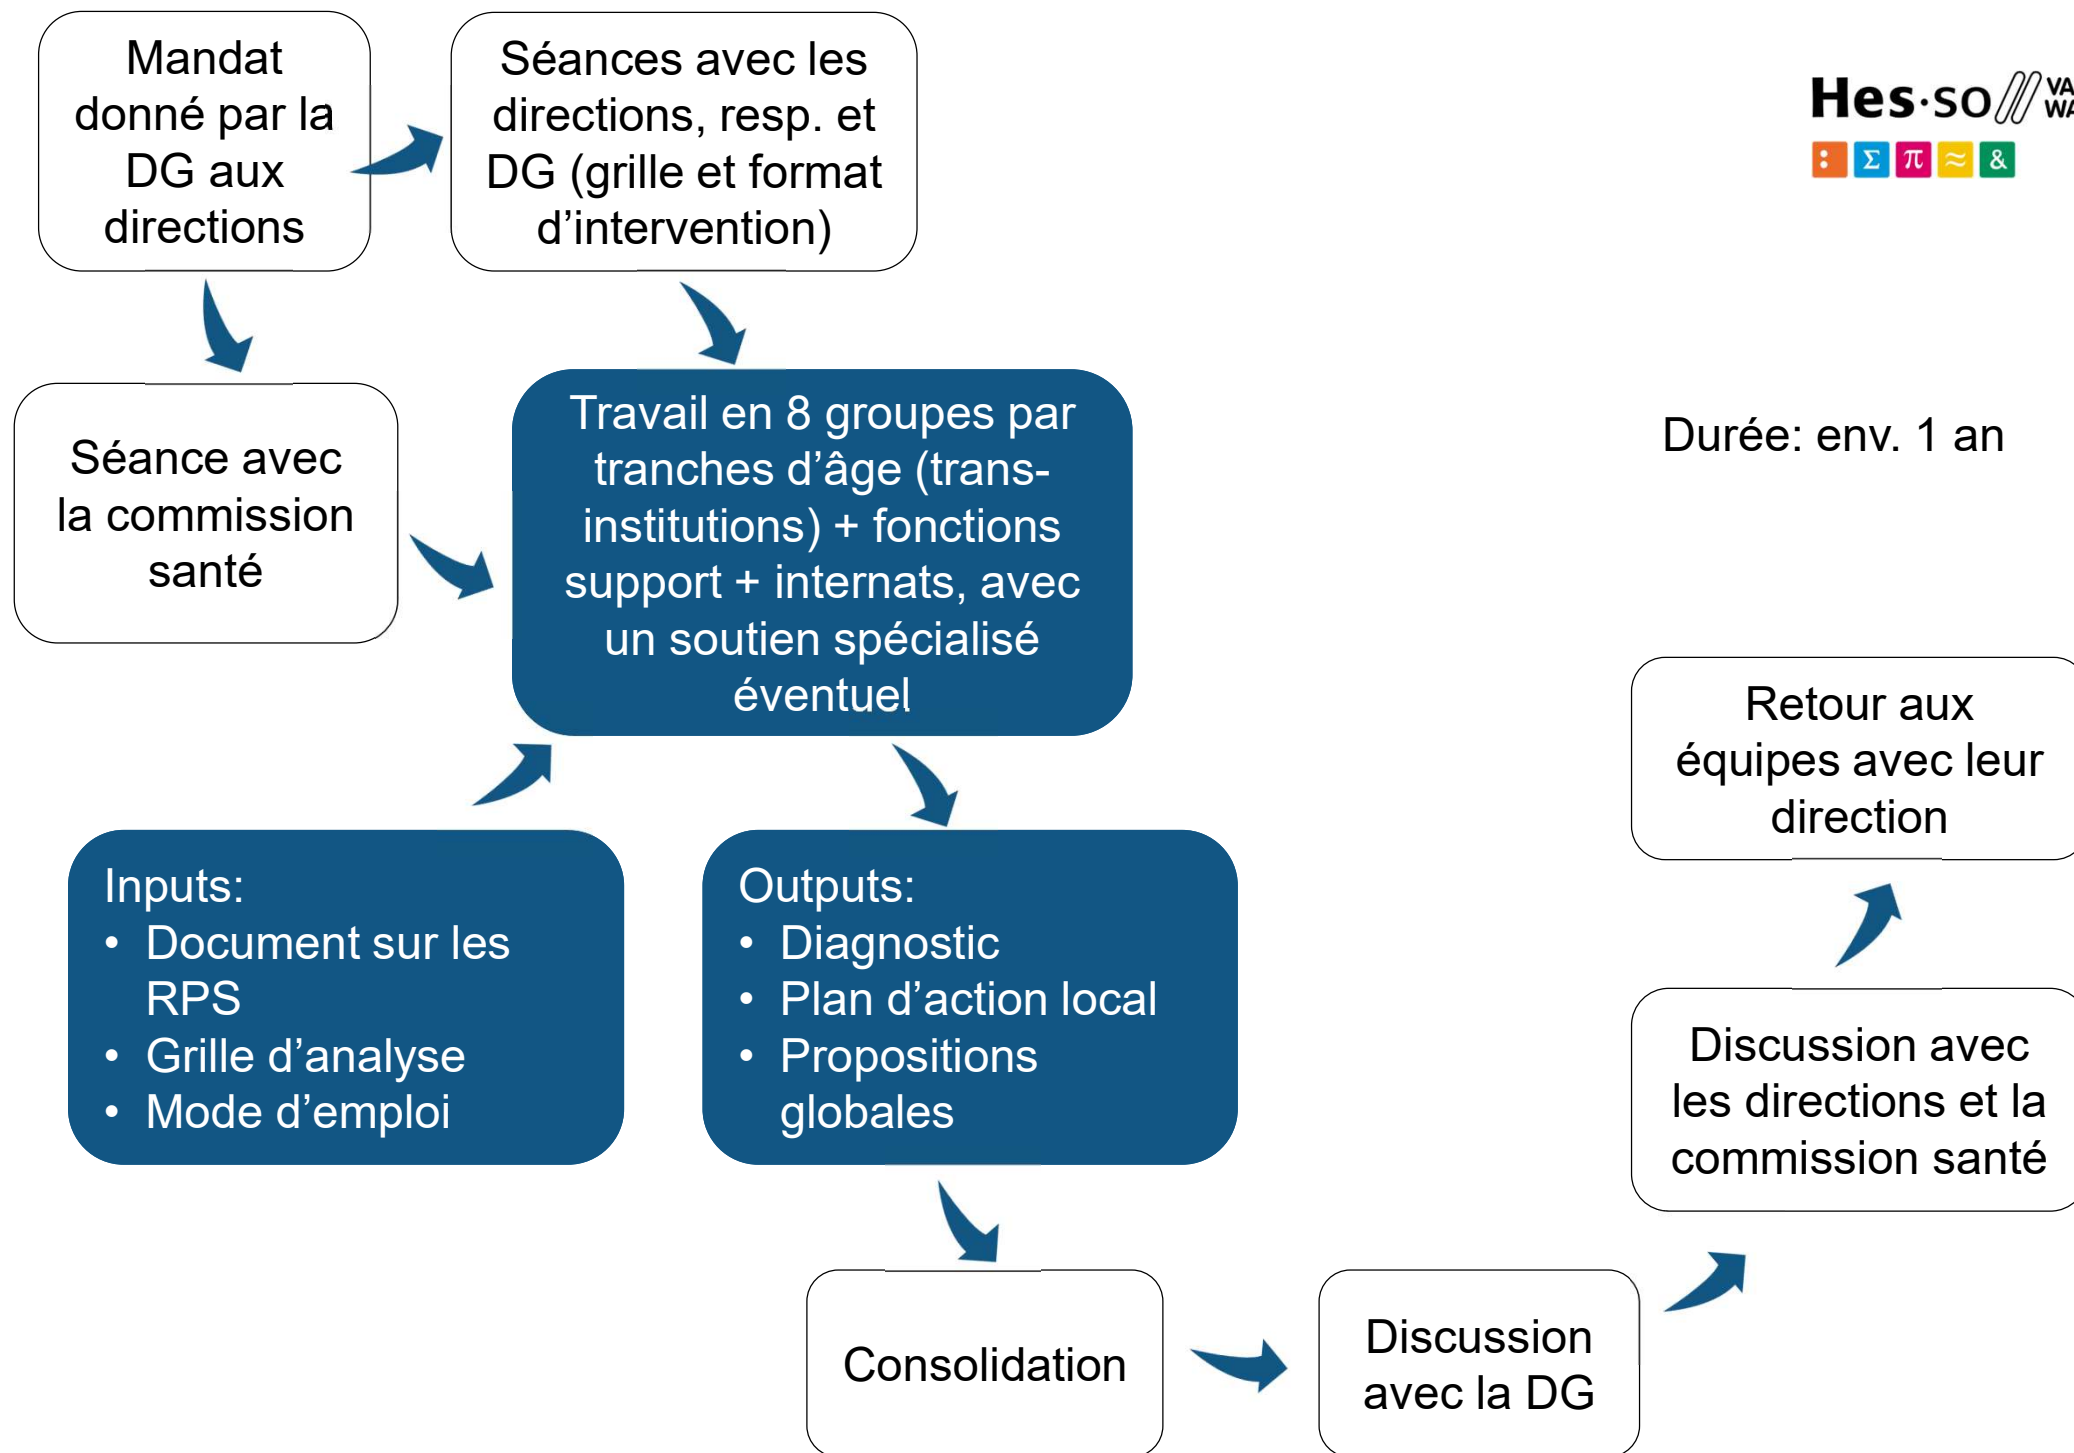 Mandat
donné par la
DG aux
directions
Séances avec les
directions, resp. et
DG (grille et format
d'intervention)
Hes·so
Σ π ≈ &
Séance avec
la commission
santé
Travail en 8 groupes par
tranches d'âge (trans-
institutions) + fonctions
support + internats, avec
un soutien spécialisé
éventuel
Durée: env. 1 an
Inputs:
• Document sur les
RPS
• Grille d'analyse
• Mode d'emploi
Outputs:
• Diagnostic
• Plan d'action local
• Propositions
globales
Consolidation
Discussion
avec la DG
Discussion avec
les directions et la
commission santé
Retour aux
équipes avec leur
direction